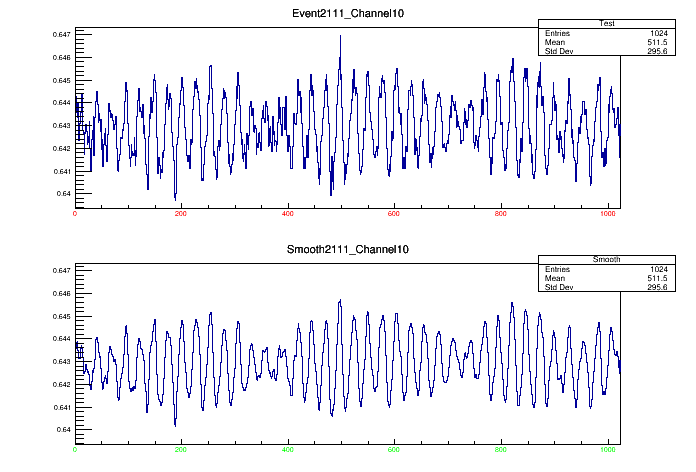 Event2111_Channel10
Test
Entries 1024
Mean 511.5
Std Dev 295.6
0.647
0.646
0.645
0.644
0.643
0.642
0.641
0.64
0 200 400 600 800 1000
Smooth2111_Channel10
Smooth
Entries 1024
Mean 511.5
Std Dev 295.6
0.647
0.646
0.645
0.644
0.643
0.642
0.641
0.64
0 200 400 600 800 1000